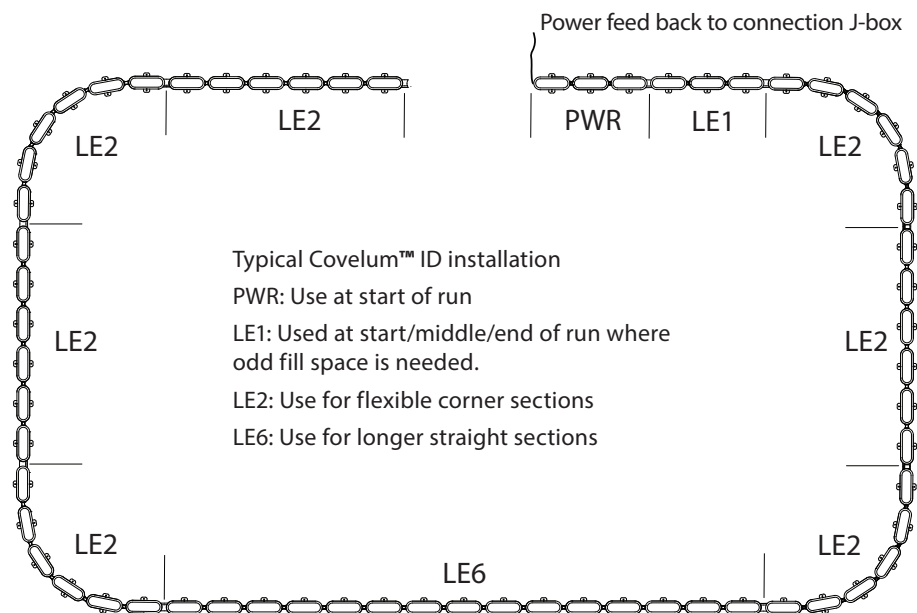 Power feed back to connection J-box
LE2
LE2
PWR
LE1
LE2
Typical Covelum™ ID installation
PWR: Use at start of run
LE1: Used at start/middle/end of run where
odd fill space is needed.
LE2: Use for flexible corner sections
LE6: Use for longer straight sections
LE2
LE2
LE2
LE6
LE2